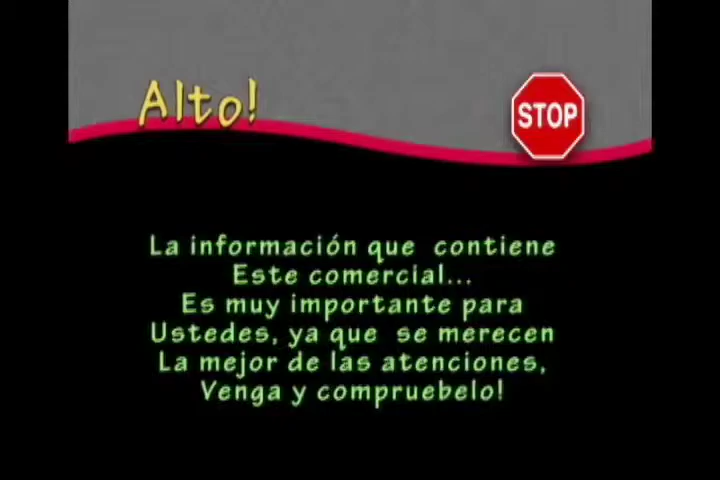 Alto!
STOP
La información que contiene
Este comercial...
Es muy importante para
Ustedes, ya que se merecen
La mejor de las atenciones,
Venga y compruebelo!